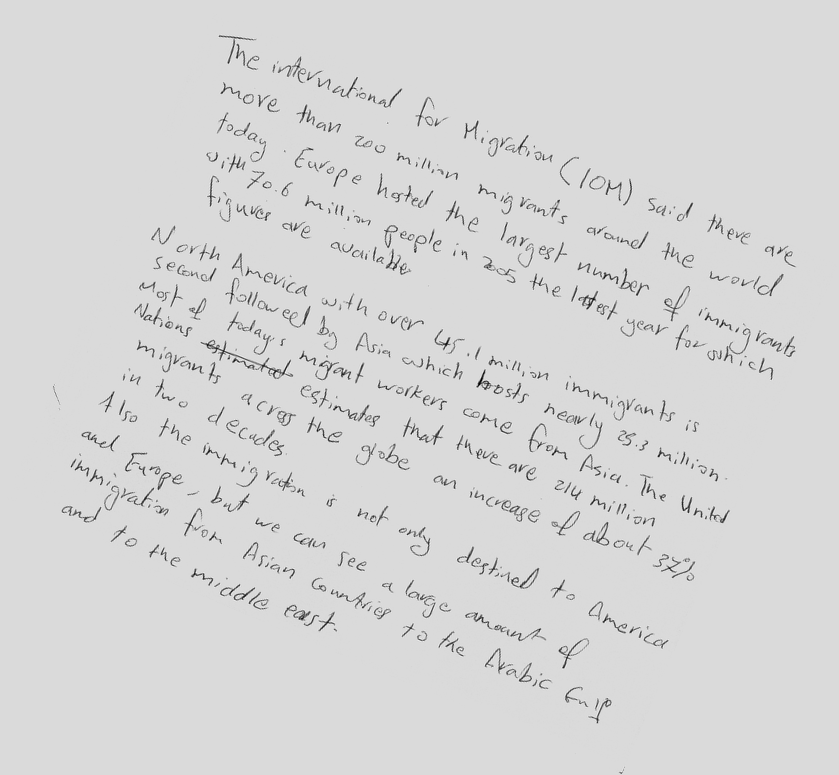 The international for Migration (IOM) said there are
more than 200 million migrants around the world
today. Europe hosted the largest number of immigrants
with 70.6 million people in 2005 the latest year for which
figures are available
North America with over 45.1 million immigrants is
second followed by Asia which hosts nearly 25.3 million.
Most of today's migrant workers come from Asia. The United
Nations estimated estimates that there are 214 million
migrants across the globe an increase of about 37%
in two decades.
Also the immigration is not only destined to America
and Europe, but we can see a large amount of
immigration from Asian Countries to the Arabic Gulf
and to the middle east.